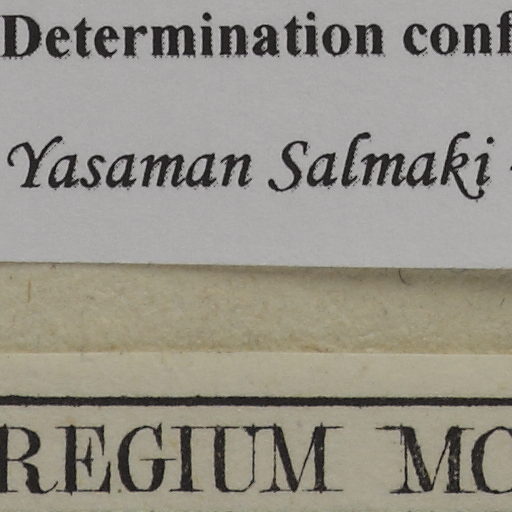 Determination conf
Yasaman Salmaki
REGIUM MO